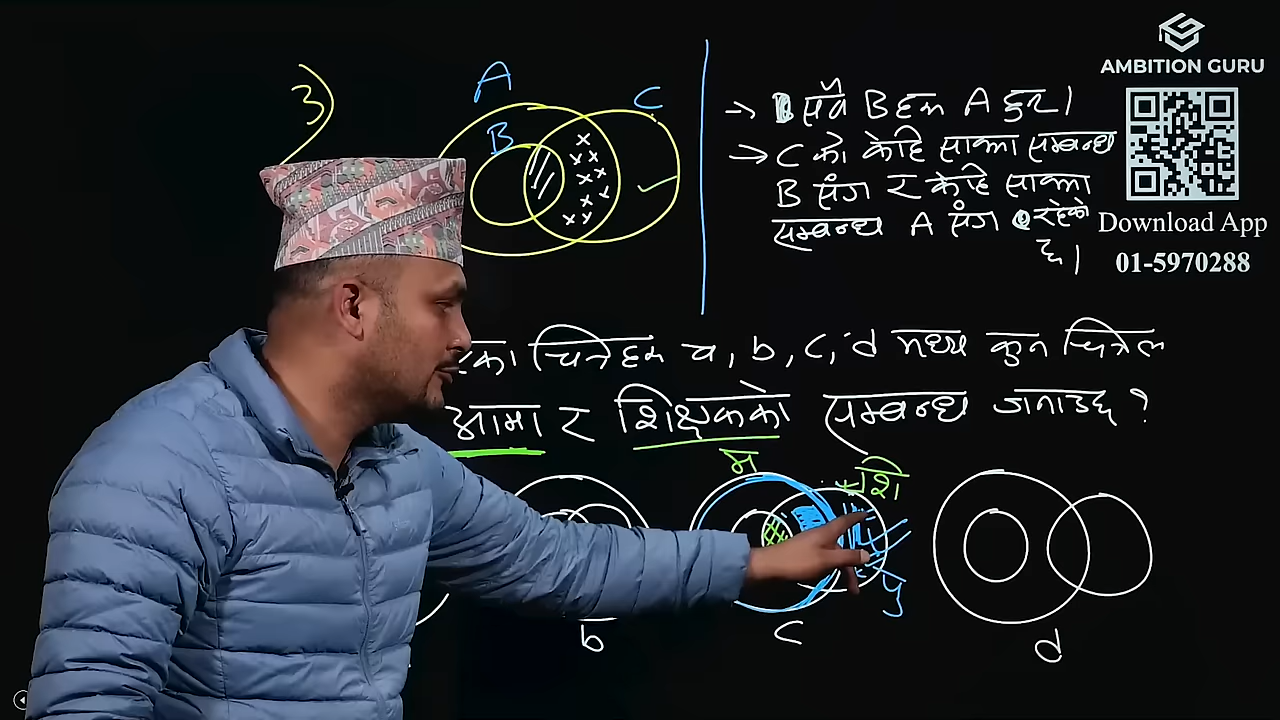 3)
A
B
C
→ सबै B हरु A हुन्।
→ C को केहि सामा सम्बन्ध
B संग र केहि सामा
सम्बन्ध A संग रहेको
छ।
AMBITION GURU
Download App
01-5970288
चित्रहरु a, b, c, d मध्ये कुन चित्रले
आमा र शिक्षकको सम्बन्ध जनाउछ ?
म
शि
पु
b
c
d